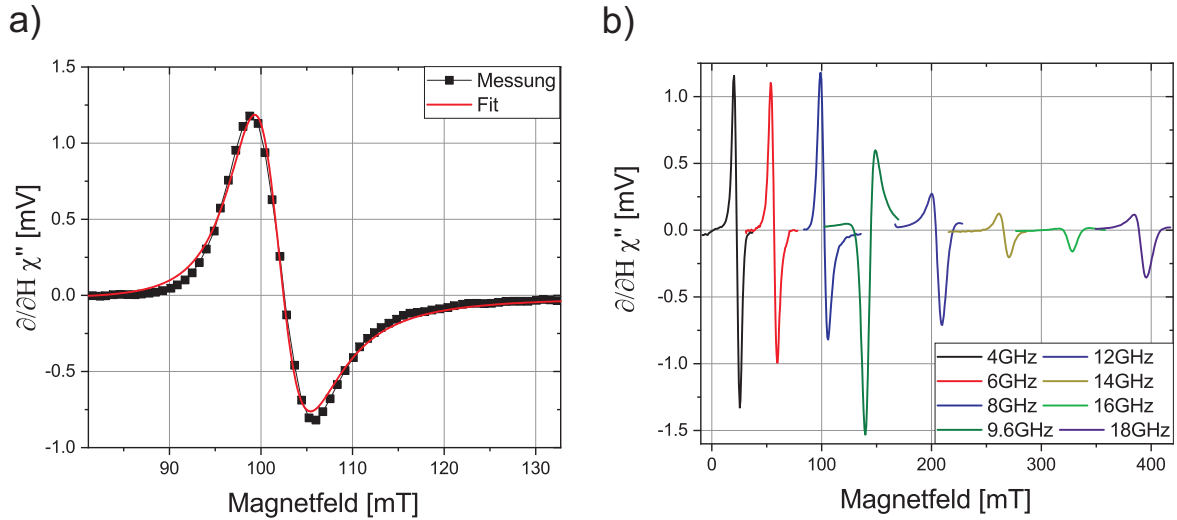 a)
1.5
1.0
0.5
0.0
-0.5
-1.0
90
100
110
120
130
∂/∂H χ" [mV]
Magnetfeld [mT]
Messung
Fit
b)
1.0
0.5
0.0
-0.5
-1.0
-1.5
0
100
200
300
400
∂/∂H χ" [mV]
Magnetfeld [mT]
4GHz
6GHz
8GHz
9.6GHz
12GHz
14GHz
16GHz
18GHz